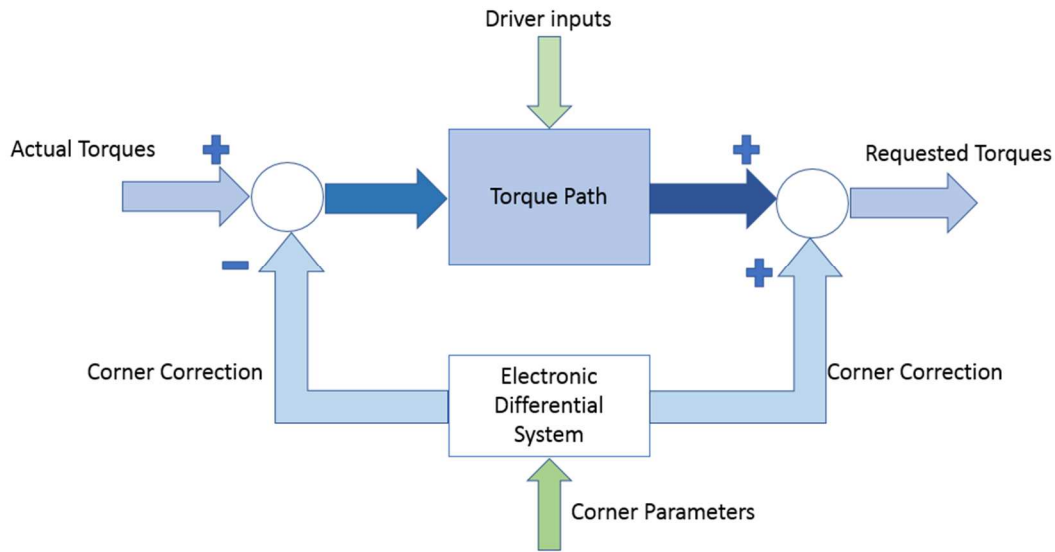 Driver inputs
Actual Torques
+
+
Requested Torques
Torque Path
−
+
Corner Correction
Electronic
Differential
System
Corner Correction
Corner Parameters